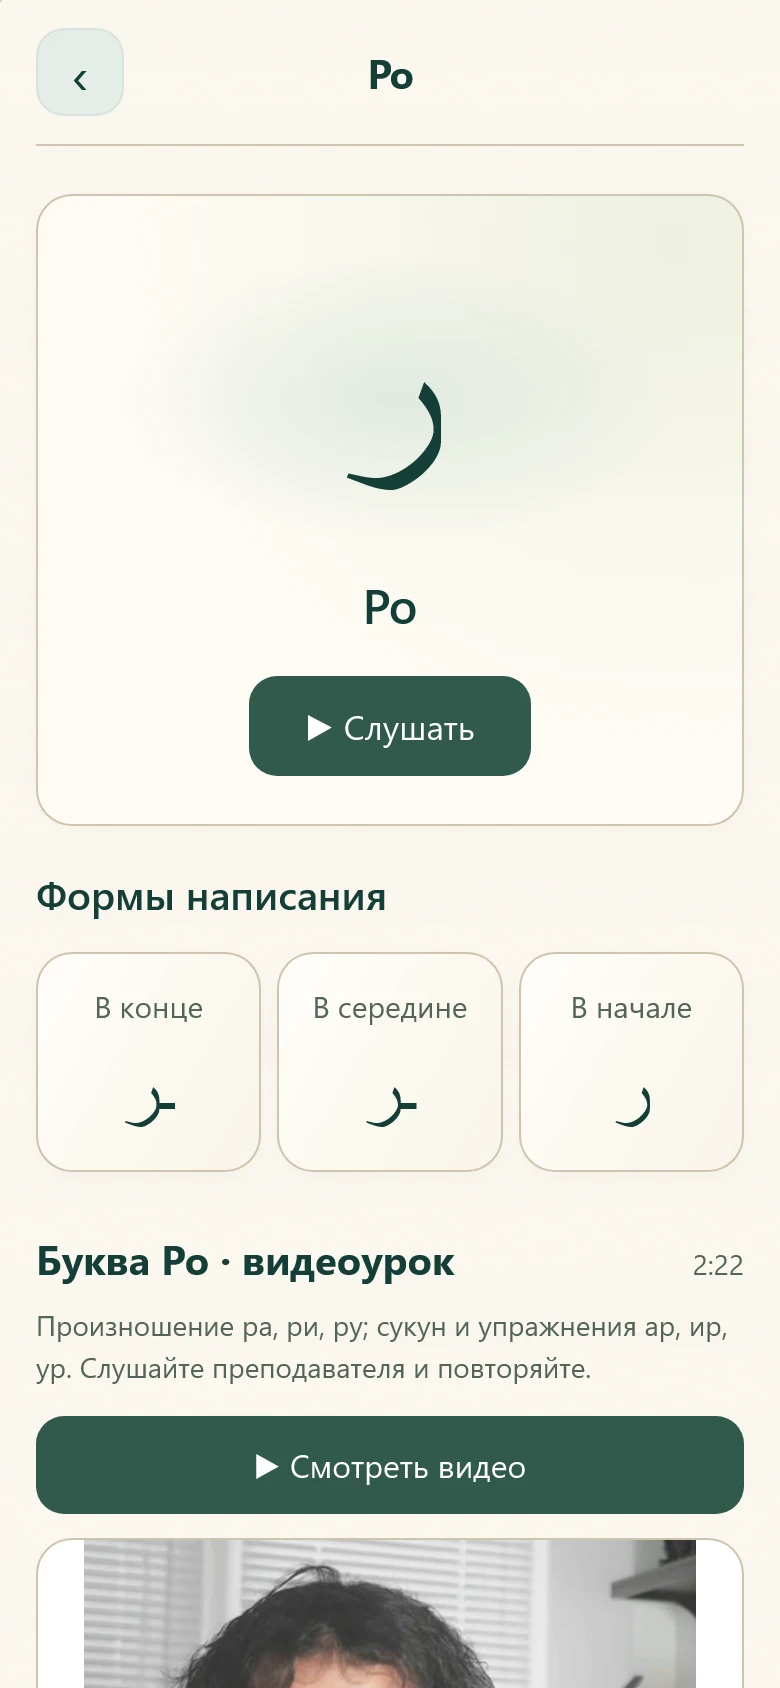 ‹
Ро
ر
Ро
▶ Слушать
Формы написания
В конце
В середине
В начале
ـر
ـر
ر
Буква Ро · видеоурок
2:22
Произношение ра, ри, ру; сукун и упражнения ар, ир,
ур. Слушайте преподавателя и повторяйте.
▶ Смотреть видео